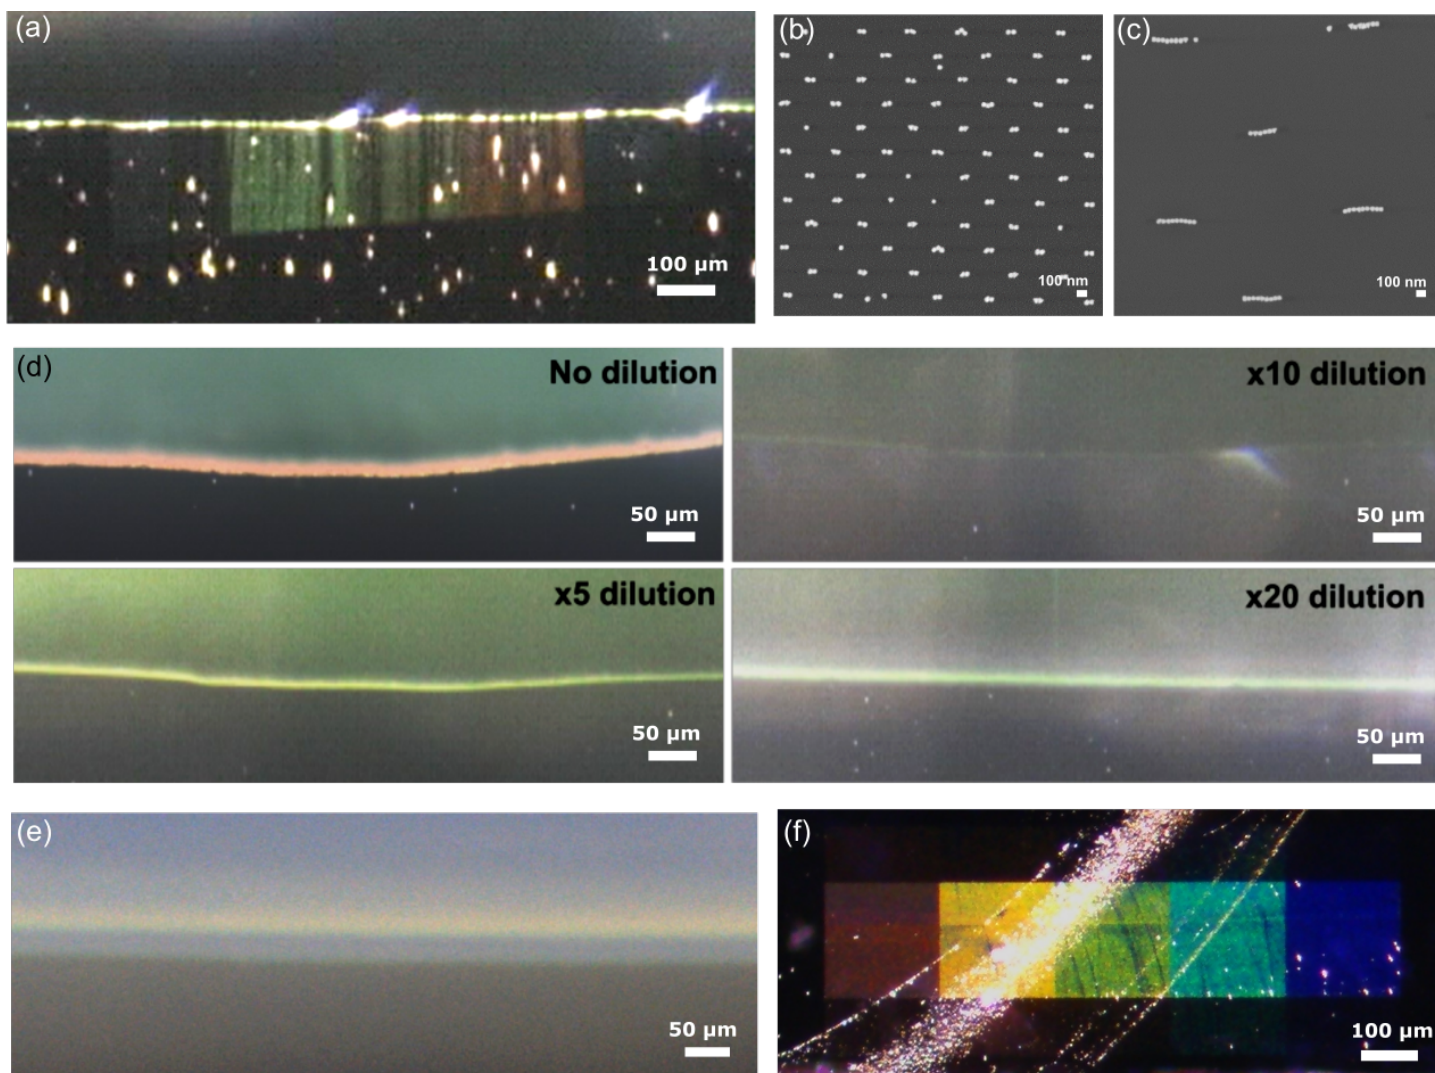 (a)
100 µm
(b)
100 nm
(c)
100 nm
(d)
No dilution
50 µm
x10 dilution
50 µm
x5 dilution
50 µm
x20 dilution
50 µm
(e)
50 µm
(f)
100 µm